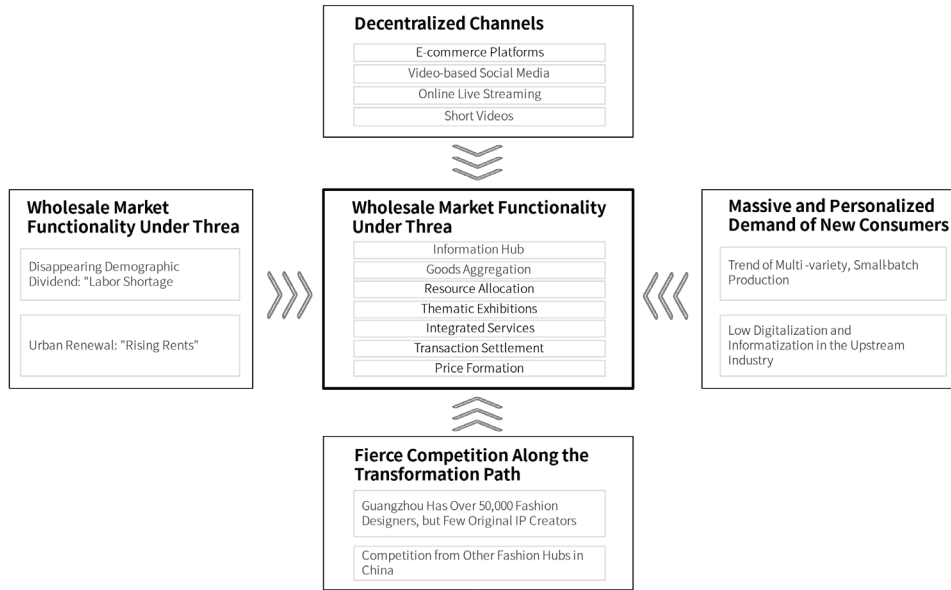 Decentralized Channels
E-commerce Platforms
Video-based Social Media
Online Live Streaming
Short Videos
Wholesale Market
Functionality Under Threa
Disappearing Demographic
Dividend: "Labor Shortage
Urban Renewal: "Rising Rents"
Wholesale Market Functionality
Under Threa
Information Hub
Goods Aggregation
Resource Allocation
Thematic Exhibitions
Integrated Services
Transaction Settlement
Price Formation
Massive and Personalized
Demand of New Consumers
Trend of Multi-variety, Small-batch
Production
Low Digitalization and
Informatization in the Upstream
Industry
Fierce Competition Along the
Transformation Path
Guangzhou Has Over 50,000 Fashion
Designers, but Few Original IP Creators
Competition from Other Fashion Hubs in
China